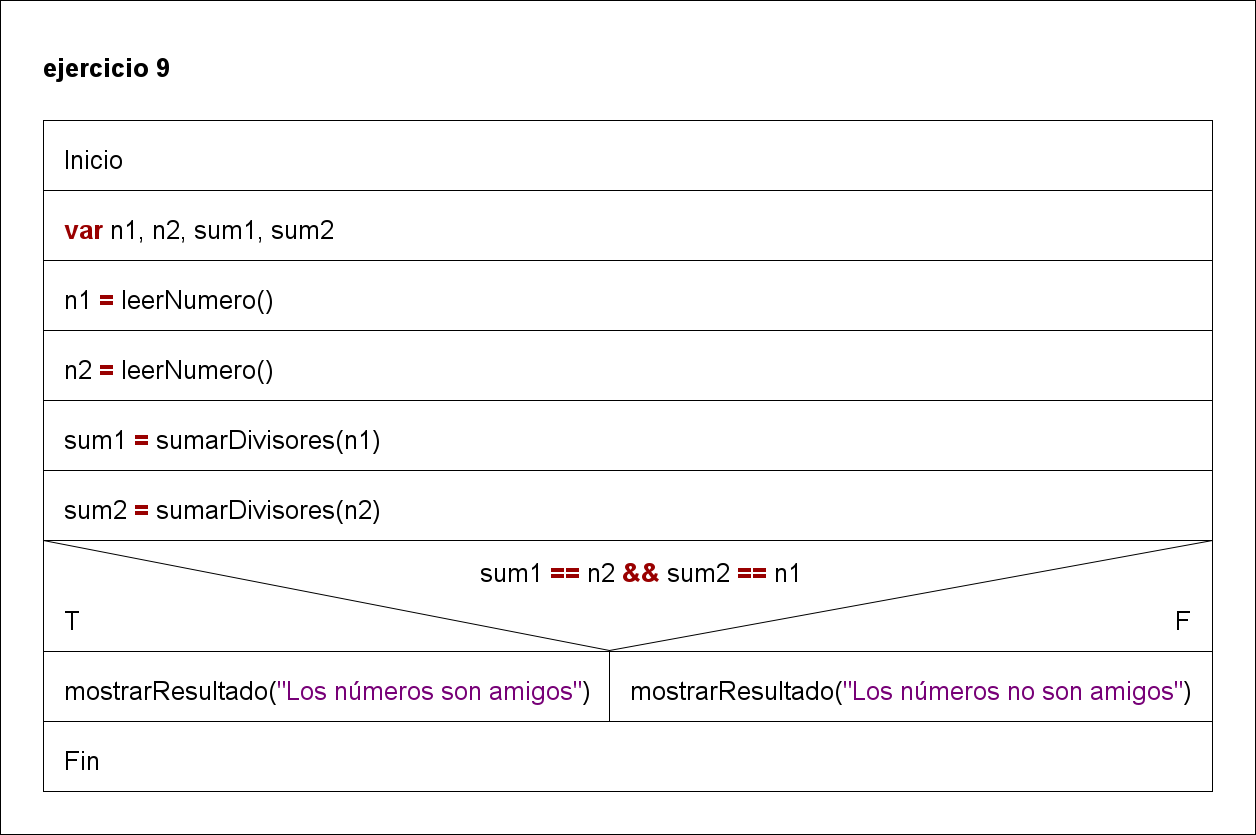 ejercicio 9
Inicio
var n1, n2, sum1, sum2
n1 = leerNumero()
n2 = leerNumero()
sum1 = sumarDivisores(n1)
sum2 = sumarDivisores(n2)
sum1 == n2 && sum2 == n1
T
F
mostrarResultado("Los números son amigos")
mostrarResultado("Los números no son amigos")
Fin